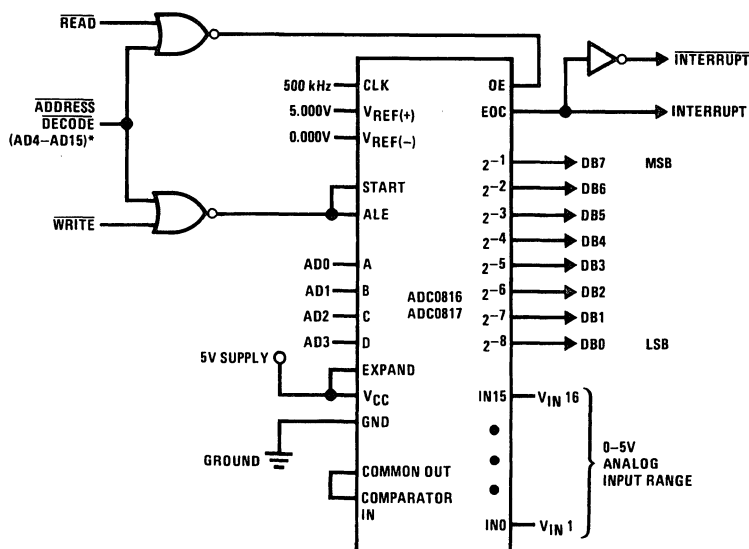 READ
ADDRESS
DECODE
(AD4–AD15)*
WRITE
500 kHz
5.000V
0.000V
AD0
AD1
AD2
AD3
5V SUPPLY
GROUND
CLK
VREF(+)
VREF(−)
START
ALE
A
B
C
D
EXPAND
VCC
GND
COMMON OUT
COMPARATOR
IN
ADC0816
ADC0817
OE
EOC
2−1
2−2
2−3
2−4
2−5
2−6
2−7
2−8
IN15
IN0
INTERRUPT
INTERRUPT
DB7 MSB
DB6
DB5
DB4
DB3
DB2
DB1
DB0 LSB
VIN 16
0–5V
ANALOG
INPUT RANGE
VIN 1